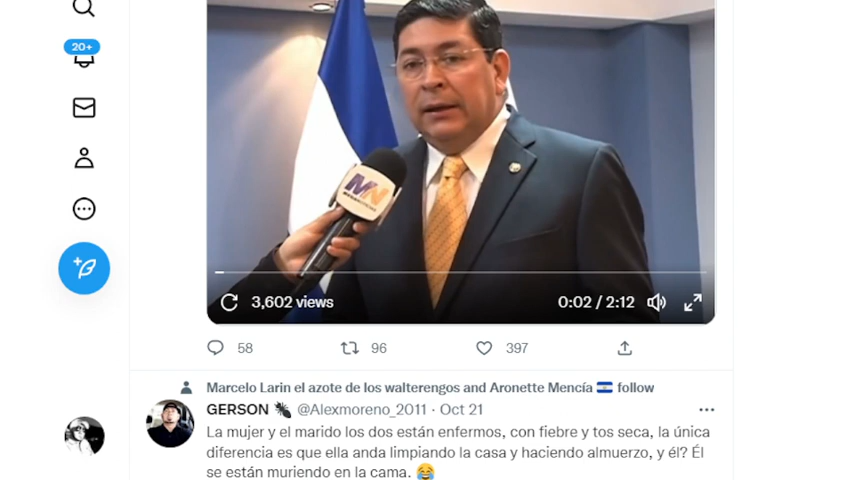 20+
MN
3,602 views
0:02 / 2:12
58
96
397
Marcelo Larin el azote de los walterengos and Aronette Mencía 🇸🇻 follow
GERSON @Alexmoreno_2011 · Oct 21
La mujer y el marido los dos están enfermos, con fiebre y tos seca, la única
diferencia es que ella anda limpiando la casa y haciendo almuerzo, y él? Él
se están muriendo en la cama. 😂